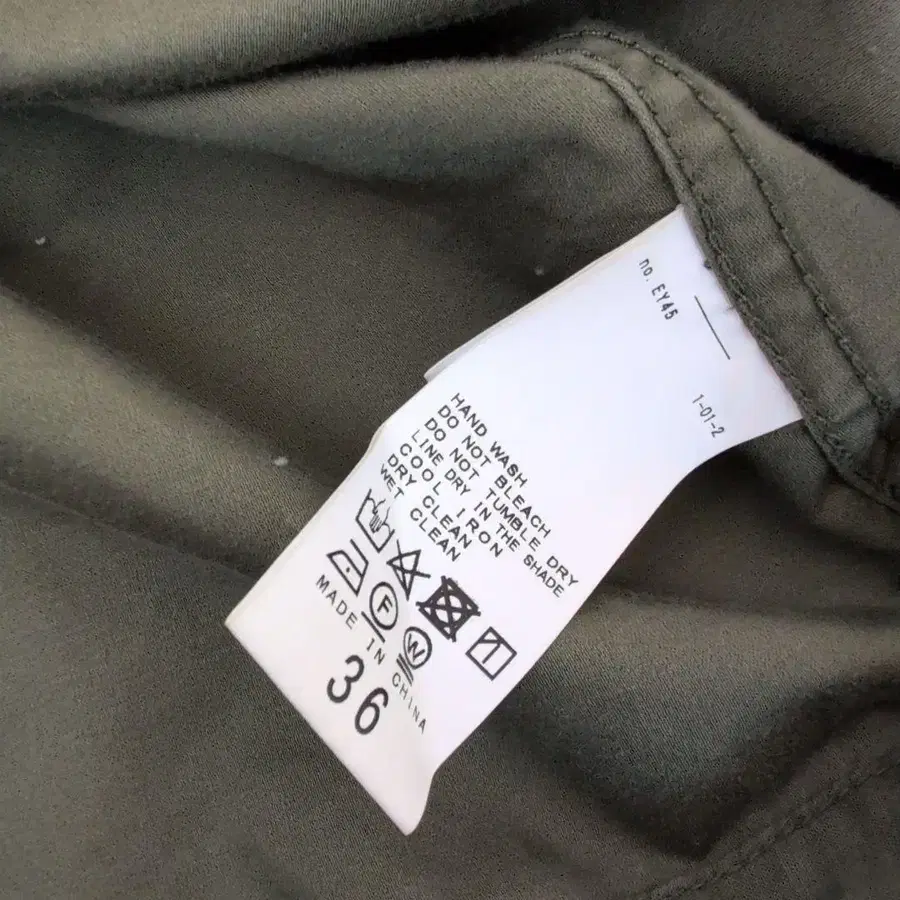 no. EY45
1-01-2
HAND WASH
DO NOT BLEACH
DO NOT TUMBLE DRY
LINE DRY IN THE SHADE
COOL IRON
DRY CLEAN
WET CLEAN
F
W
MADE IN CHINA
36